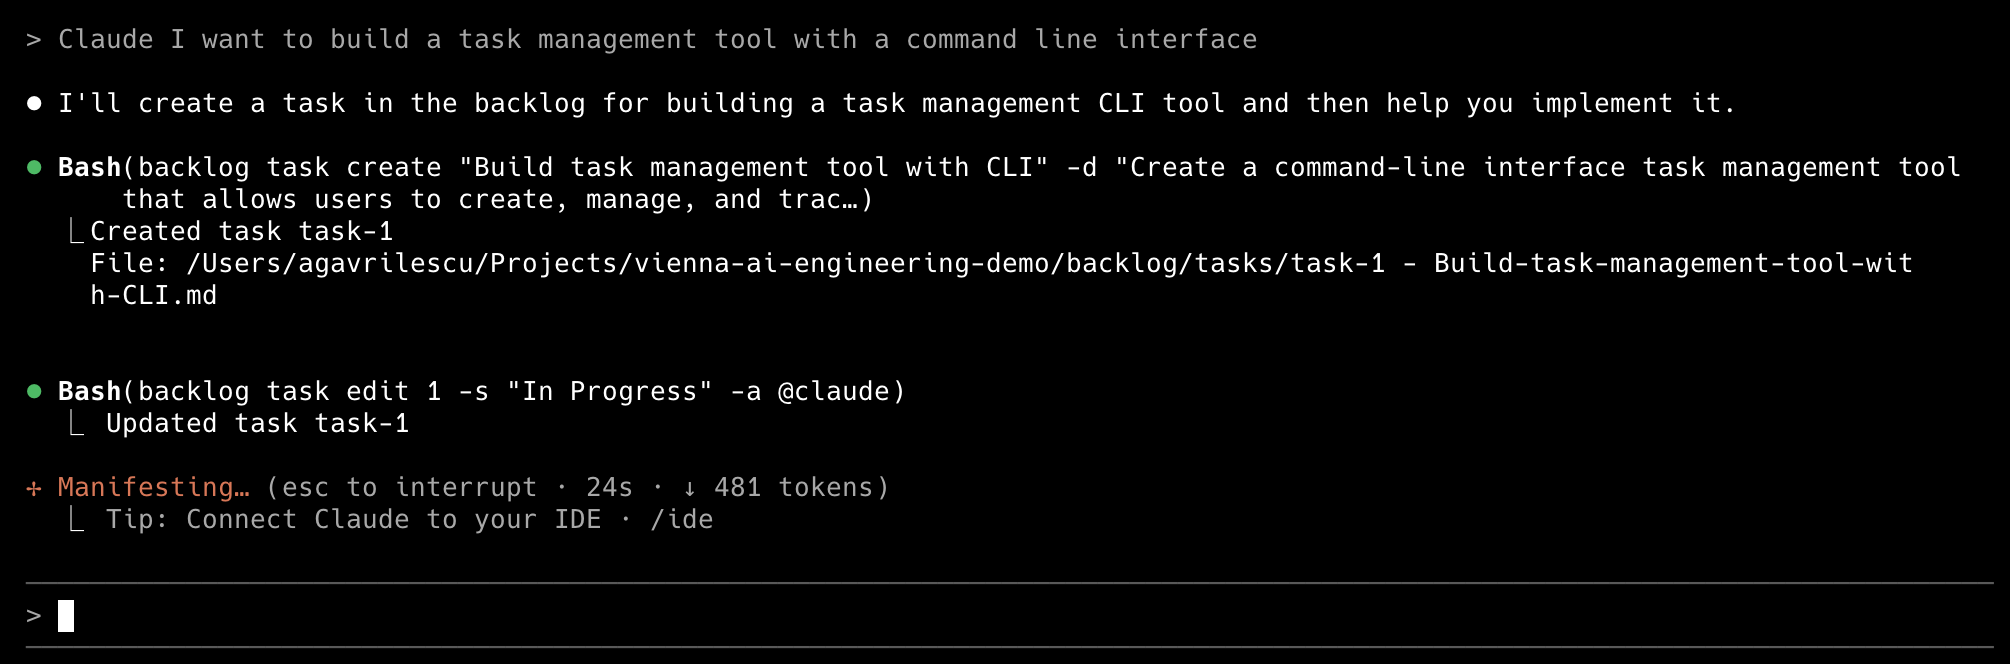 > Claude I want to build a task management tool with a command line interface
● I'll create a task in the backlog for building a task management CLI tool and then help you implement it.
● Bash(backlog task create "Build task management tool with CLI" -d "Create a command-line interface task management tool
that allows users to create, manage, and trac…)
⎿ Created task task-1
File: /Users/agavrilescu/Projects/vienna-ai-engineering-demo/backlog/tasks/task-1 - Build-task-management-tool-wit
h-CLI.md
● Bash(backlog task edit 1 -s "In Progress" -a @claude)
⎿ Updated task task-1
✢ Manifesting… (esc to interrupt · 24s · ↓ 481 tokens)
⎿ Tip: Connect Claude to your IDE · /ide
>